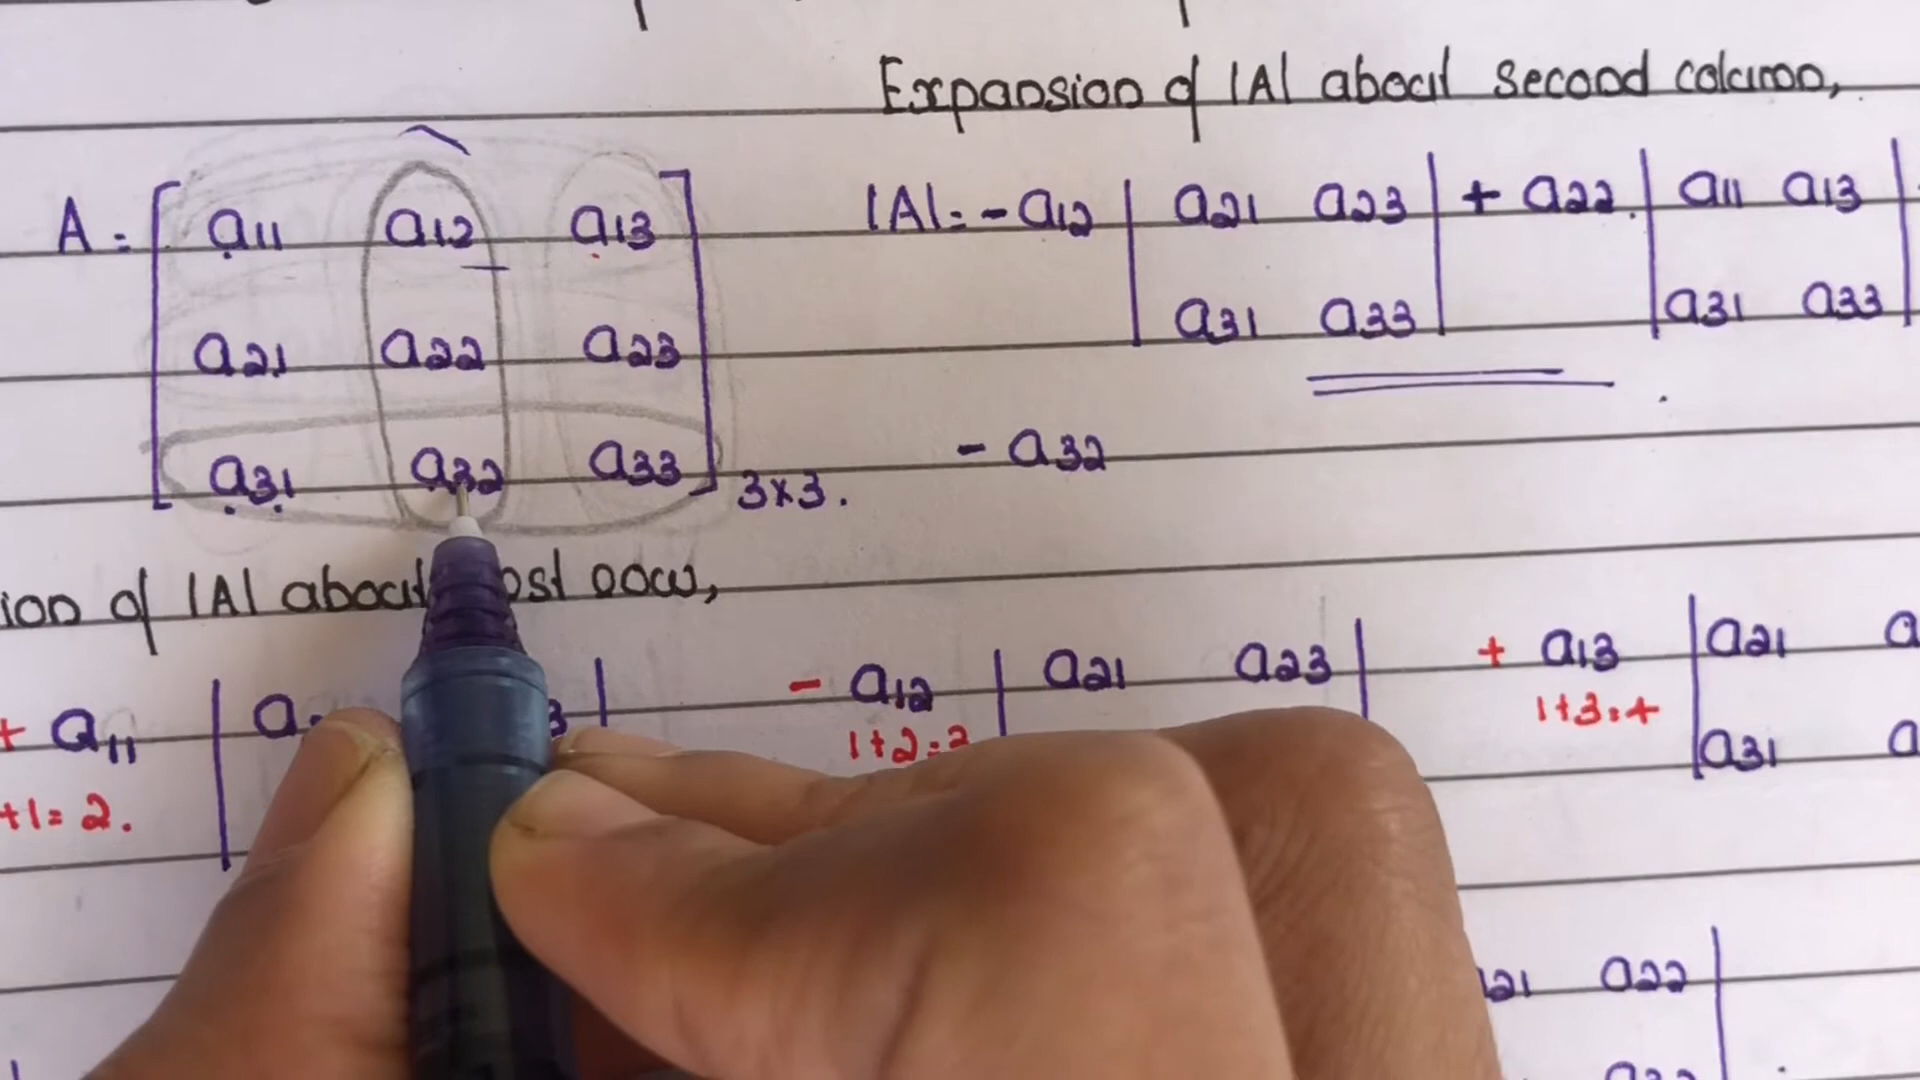 Expansion of |A| about second column,
A = [ a11 a12 a13
a21 a22 a23
a31 a32 a33 ] 3×3.
|A| = - a12 | a21 a23 | + a22 | a11 a13 |
a31 a33 | | a31 a33 |
- a32
ion of |A| about row,
+ a11 | - a12 | a21 a23 | + a13 | a21
+1 = 2. 1+2=3 1+3=4 a31
a22